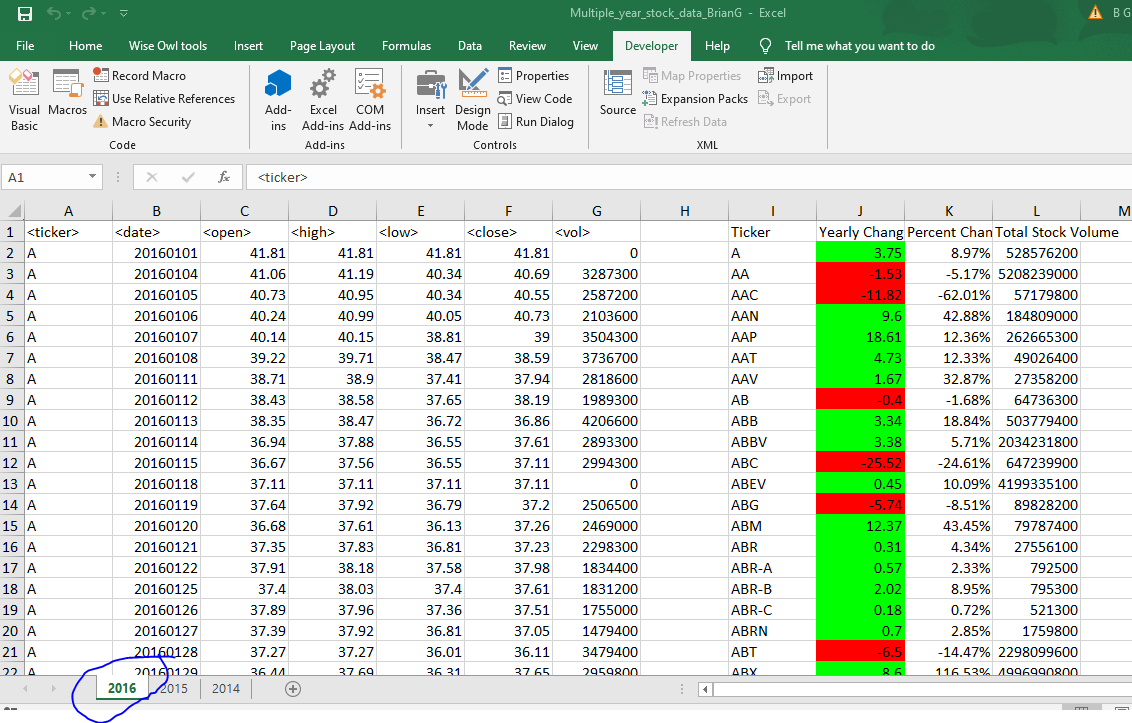 Multiple_year_stock_data_BrianG - Excel B G
File Home Wise Owl tools Insert Page Layout Formulas Data Review View Developer Help Tell me what you want to do
Visual Basic Macros Record Macro Use Relative References Macro Security Code
Add-ins Excel Add-ins COM Add-ins Add-ins
Insert Design Mode Properties View Code Run Dialog Controls
Source Map Properties Expansion Packs Refresh Data Import Export XML
A1 fx <ticker>
A B C D E F G H I J K L M
1 <ticker> <date> <open> <high> <low> <close> <vol> Ticker Yearly Chang Percent Chan Total Stock Volume
2 A 20160101 41.81 41.81 41.81 41.81 0 A 3.75 8.97% 528576200
3 A 20160104 41.06 41.19 40.34 40.69 3287300 AA -1.53 -5.17% 5208239000
4 A 20160105 40.73 40.95 40.34 40.55 2587200 AAC -11.82 -62.01% 57179800
5 A 20160106 40.24 40.99 40.05 40.73 2103600 AAN 9.6 42.88% 184809000
6 A 20160107 40.14 40.15 38.81 39 3504300 AAP 18.61 12.36% 262665300
7 A 20160108 39.22 39.71 38.47 38.59 3736700 AAT 4.73 12.33% 49026400
8 A 20160111 38.71 38.9 37.41 37.94 2818600 AAV 1.67 32.87% 27358200
9 A 20160112 38.43 38.58 37.65 38.19 1989300 AB -0.4 -1.68% 64736300
10 A 20160113 38.35 38.47 36.72 36.86 4206600 ABB 3.34 18.84% 503779400
11 A 20160114 36.94 37.88 36.55 37.61 2893300 ABBV 3.38 5.71% 2034231800
12 A 20160115 36.67 37.56 36.55 37.11 2994300 ABC -25.52 -24.61% 647239900
13 A 20160118 37.11 37.11 37.11 37.11 0 ABEV 0.45 10.09% 4199335100
14 A 20160119 37.64 37.92 36.79 37.2 2506500 ABG -5.74 -8.51% 89828200
15 A 20160120 36.68 37.61 36.13 37.26 2469000 ABM 12.37 43.45% 79787400
16 A 20160121 37.35 37.83 36.81 37.23 2298300 ABR 0.31 4.34% 27556100
17 A 20160122 37.91 38.18 37.58 37.98 1834400 ABR-A 0.57 2.33% 792500
18 A 20160125 37.4 38.03 37.4 37.61 1831200 ABR-B 2.02 8.95% 795300
19 A 20160126 37.89 37.96 37.36 37.51 1755000 ABR-C 0.18 0.72% 521300
20 A 20160127 37.39 37.92 36.81 37.05 1479400 ABRN 0.7 2.85% 1759800
21 A 20160128 37.27 37.27 36.01 36.11 3479400 ABT -6.5 -14.47% 2298099600
22 A 20160129 36.44 37.69 36.31 37.65 2959800 ABX 8.6 116.53% 4996990800
2016 2015 2014